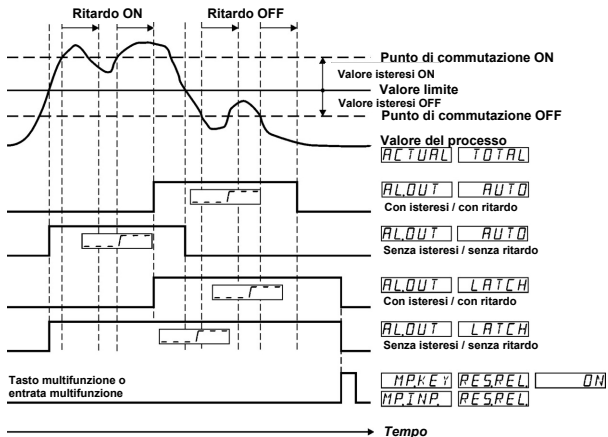 Ritardo ON Ritardo OFF
Punto di commutazione ON
Valore isteresi ON
Valore limite
Valore isteresi OFF
Punto di commutazione OFF
Valore del processo
ACTUAL TOTAL
AL.OUT AUTO
Con isteresi / con ritardo
AL.OUT AUTO
Senza isteresi / senza ritardo
AL.OUT LATCH
Con isteresi / con ritardo
AL.OUT LATCH
Senza isteresi / senza ritardo
Tasto multifunzione o
entrata multifunzione
MP.KEY RES.REL. ON
MP.INP. RES.REL.
Tempo